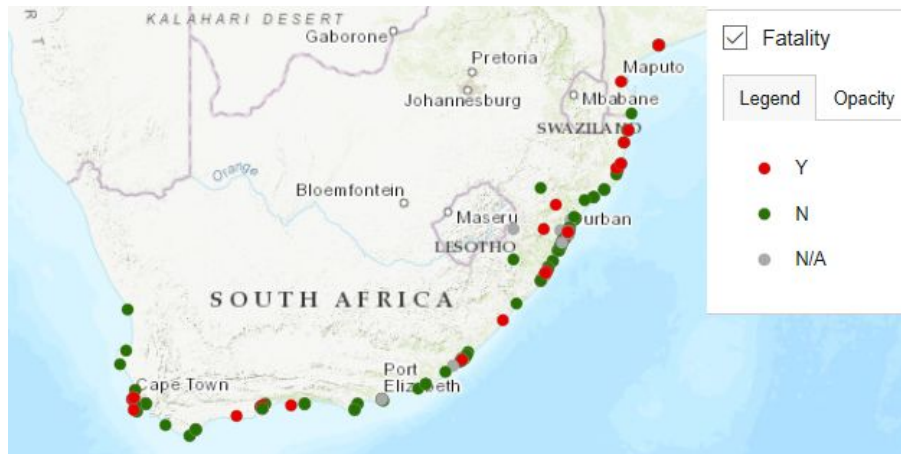 KALAHARI DESERT
R T
Gaborone
Pretoria
Johannesburg
Maputo
Mbabane
SWAZILAND
Orange
Bloemfontein
Maseru
LESOTHO
urban
SOUTH AFRICA
Port
Elizabeth
Cape Town
Fatality
Legend Opacity
Y
N
N/A